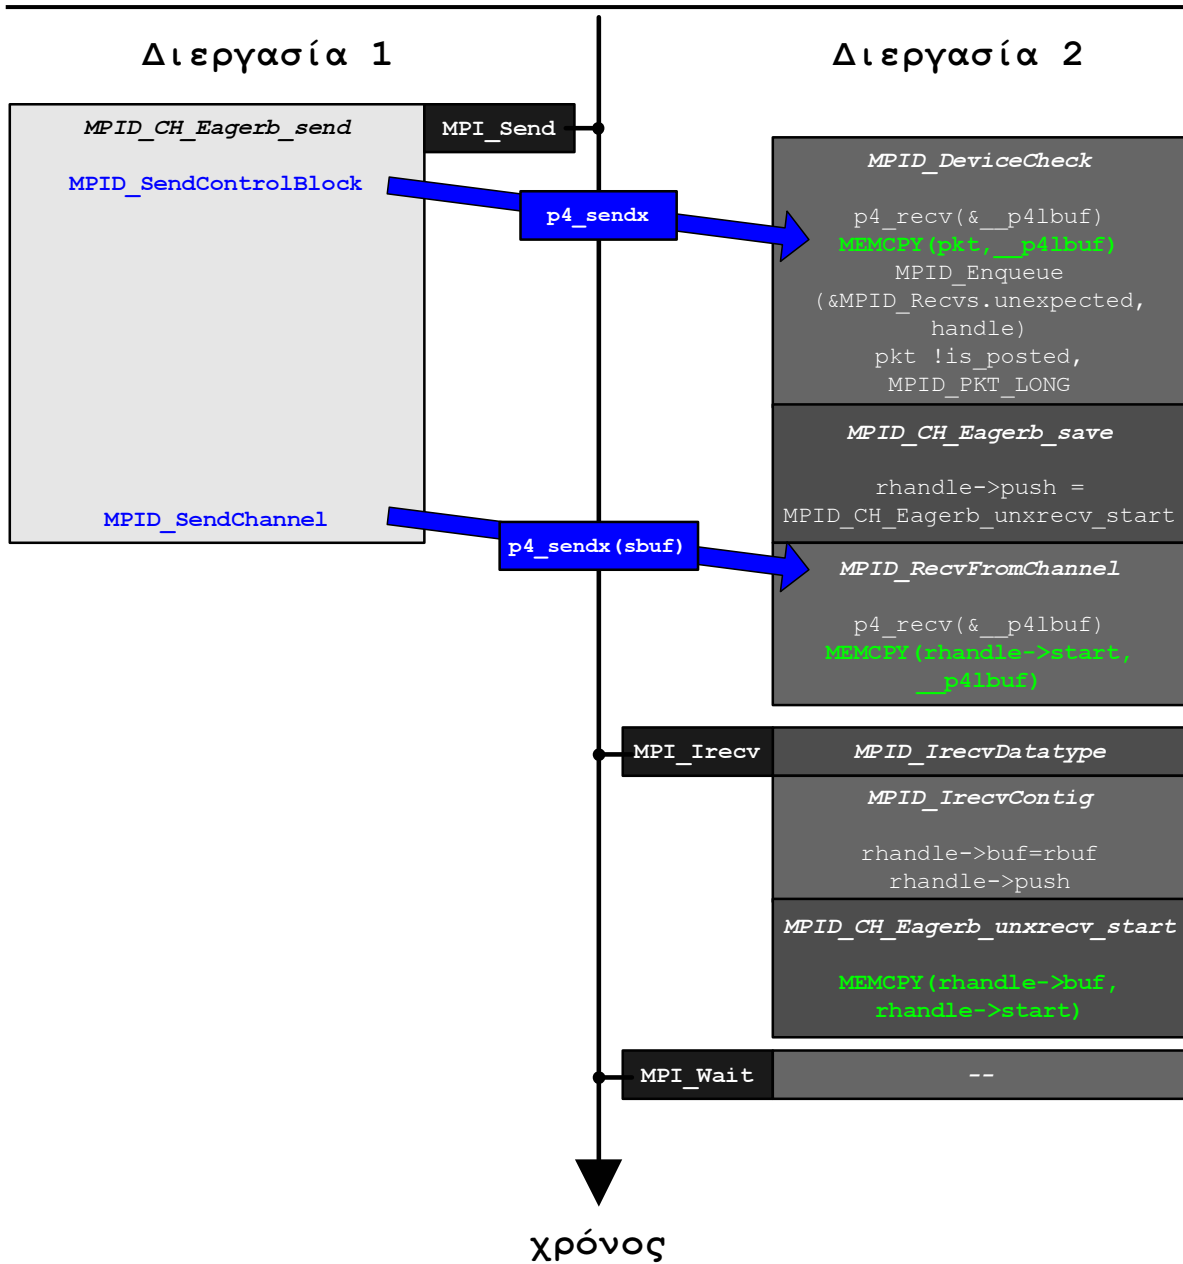 Διεργασία 1
Διεργασία 2
MPID_CH_Eagerb_send
MPI_Send
MPID_SendControlBlock
p4_sendx
MPID_DeviceCheck
p4_recv(&__p4lbuf)
MEMCPY(pkt,__p4lbuf)
MPID_Enqueue
(&MPID_Recvs.unexpected,
handle)
pkt !is_posted,
MPID_PKT_LONG
MPID_CH_Eagerb_save
rhandle->push =
MPID_CH_Eagerb_unxrecv_start
MPID_SendChannel
p4_sendx(sbuf)
MPID_RecvFromChannel
p4_recv(&__p4lbuf)
MEMCPY(rhandle->start,
__p4lbuf)
MPI_Irecv
MPID_IrecvDatatype
MPID_IrecvContig
rhandle->buf=rbuf
rhandle->push
MPID_CH_Eagerb_unxrecv_start
MEMCPY(rhandle->buf,
rhandle->start)
MPI_Wait
--
χρόνος